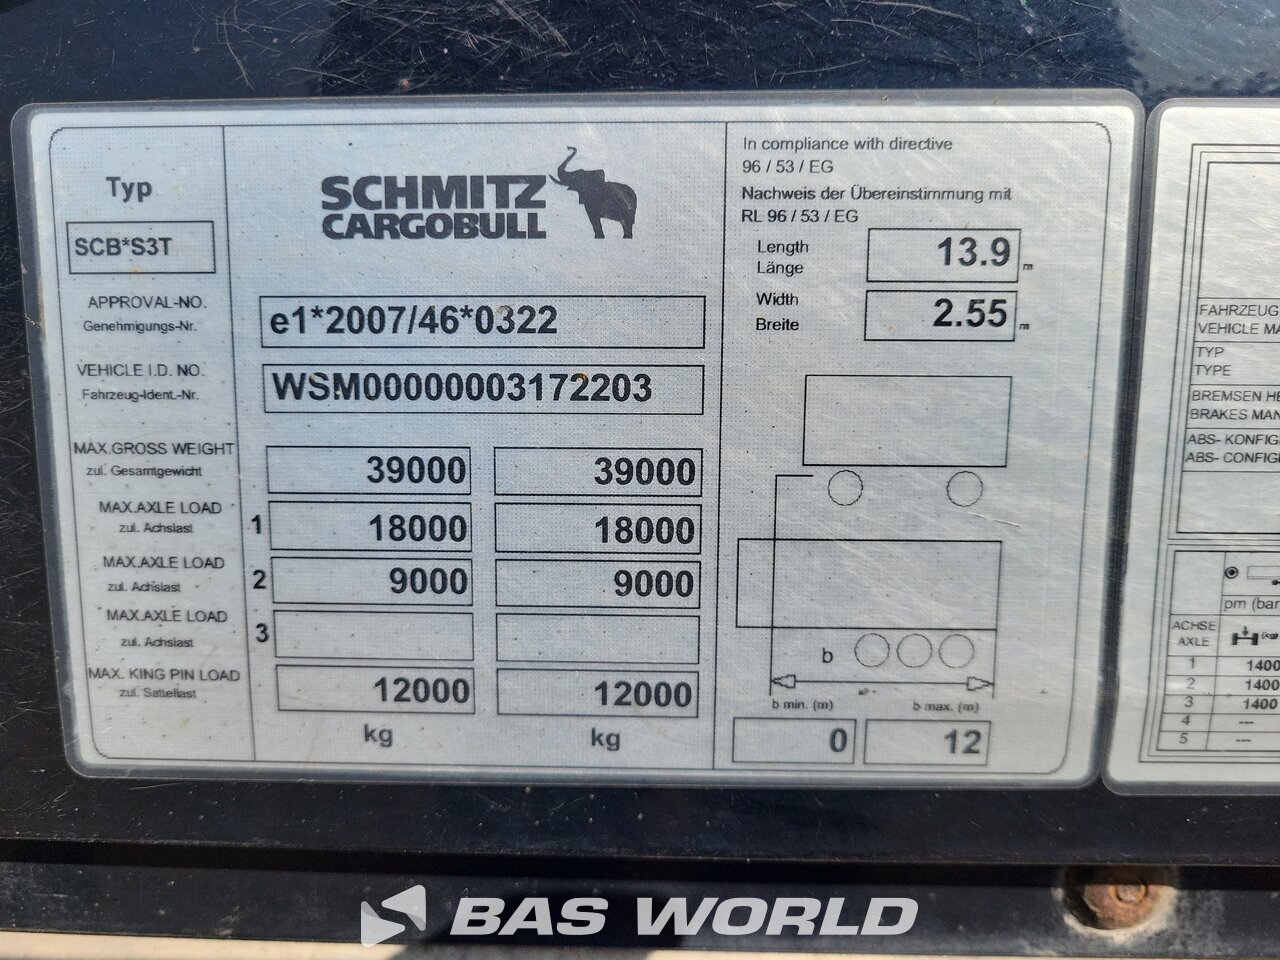 Typ
SCB*S3T
SCHMITZ
CARGOBULL
APPROVAL-NO.
Genehmigungs-Nr.
e1*2007/46*0322
VEHICLE I.D. NO.
Fahrzeug-Ident.-Nr.
WSM00000003172203
MAX.GROSS WEIGHT
zul. Gesamtgewicht
39000 39000
MAX.AXLE LOAD
zul. Achslast
1 18000 18000
MAX.AXLE LOAD
zul. Achslast
2 9000 9000
MAX.AXLE LOAD
zul. Achslast
3
MAX. KING PIN LOAD
zul. Sattellast
12000 12000
kg kg
In compliance with directive
96 / 53 / EG
Nachweis der Übereinstimmung mit
RL 96 / 53 / EG
Length
Länge
13.9 m
Width
Breite
2.55 m
b
b min. (m) b max. (m)
0 12
FAHRZEUG
VEHICLE MA
TYP
TYPE
BREMSEN HE
BRAKES MAN
ABS- KONFIG
ABS- CONFIG
pm (bar
ACHSE
AXLE
(kg)
1 1400
2 1400
3 1400
4 ---
5 ---
BAS WORLD